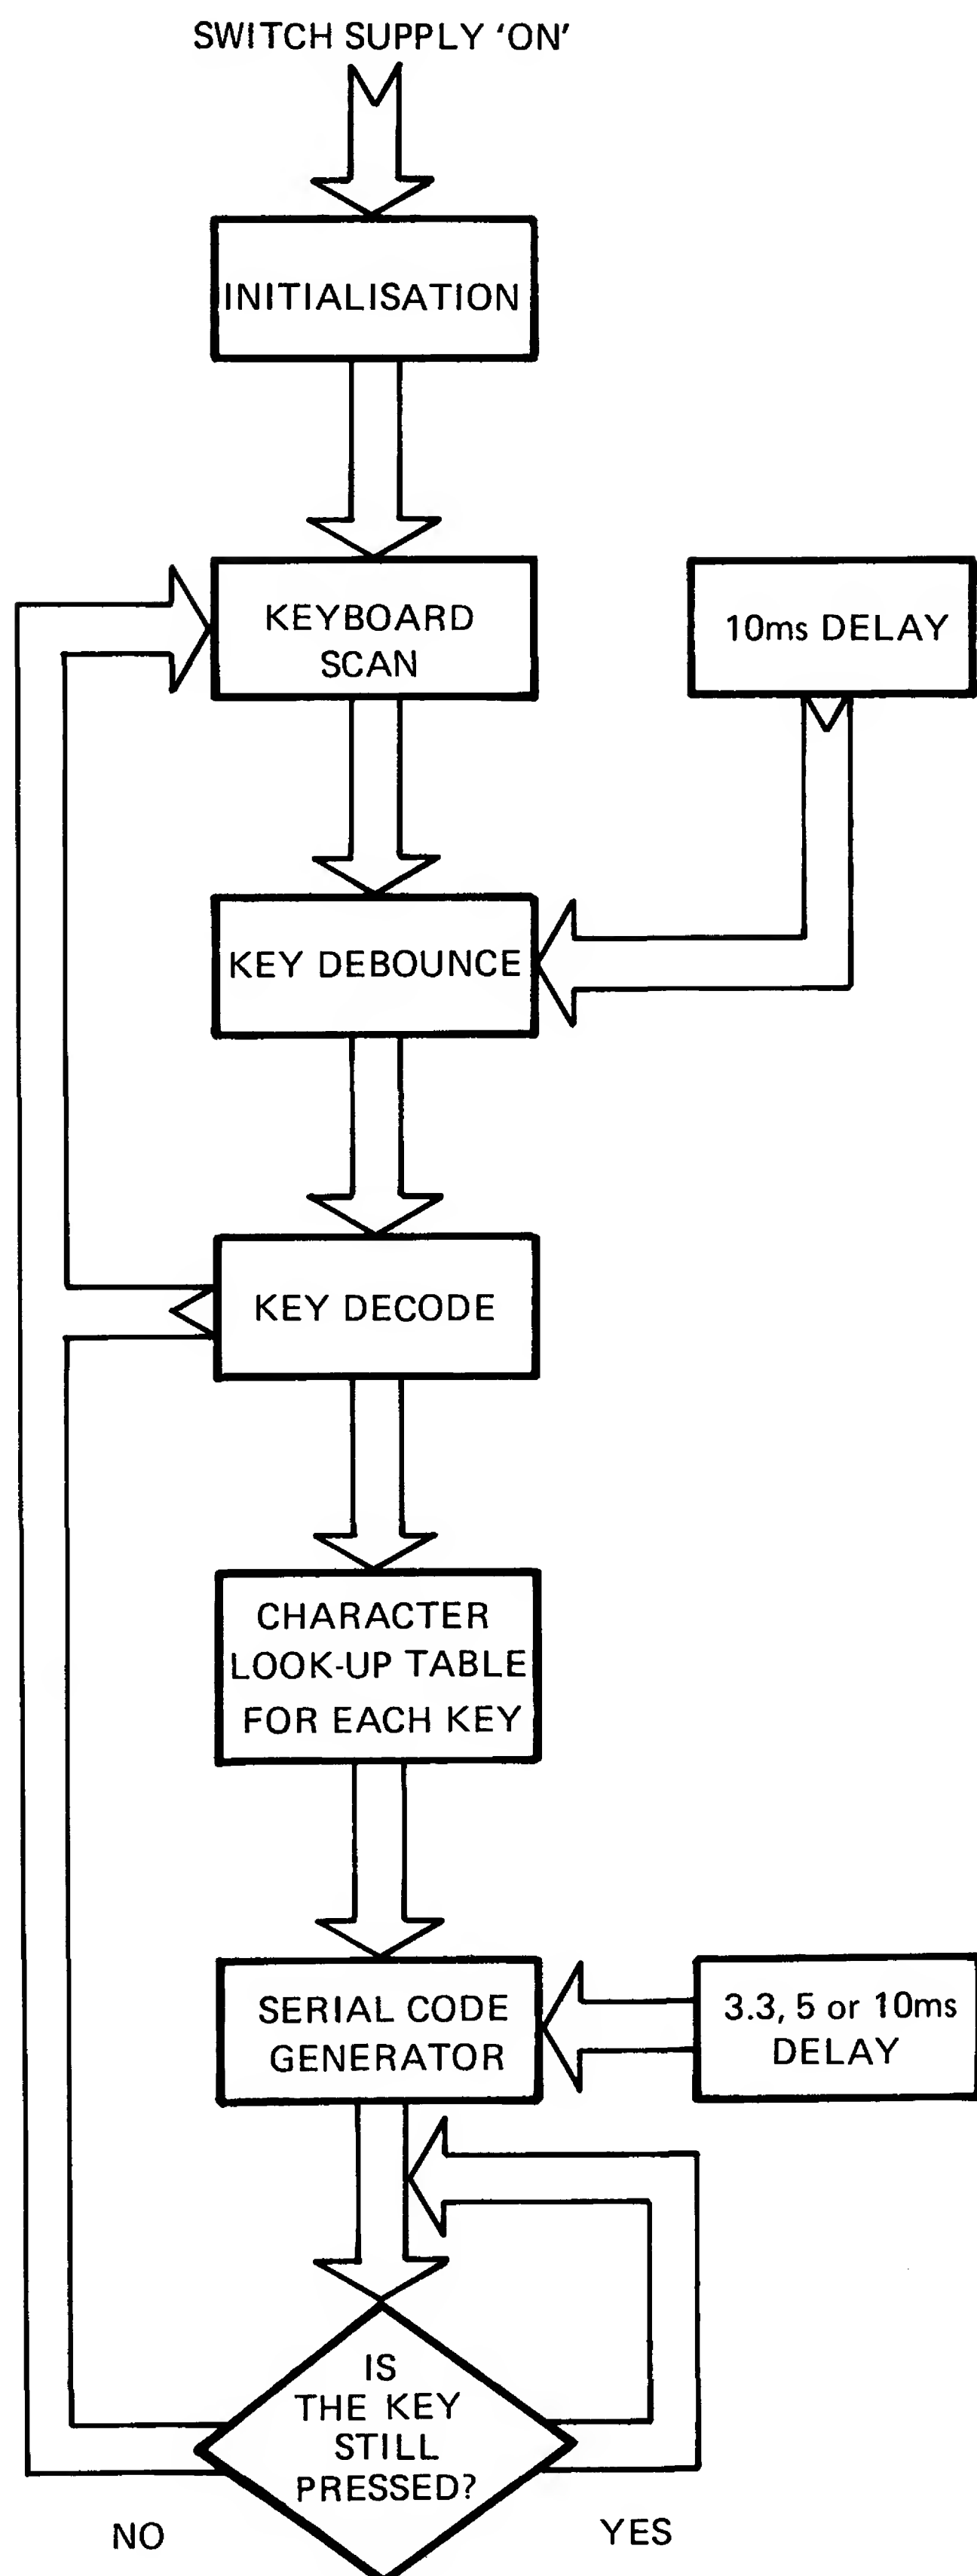 SWITCH SUPPLY ‘ON’
INITIALISATION
KEYBOARD
SCAN
10ms DELAY
KEY DEBOUNCE
KEY DECODE
CHARACTER
LOOK-UP TABLE
FOR EACH KEY
SERIAL CODE
GENERATOR
3.3, 5 or 10ms
DELAY
IS
THE KEY
STILL
PRESSED?
NO
YES